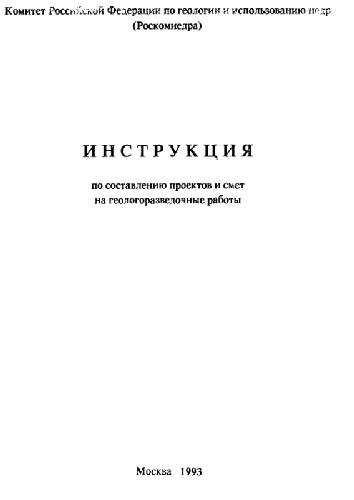 Комитет Российской Федерации по геологии и использованию недр
(Роскомнедра)
ИНСТРУКЦИЯ
по составлению проектов и смет
на геологоразведочные работы
Москва 1993